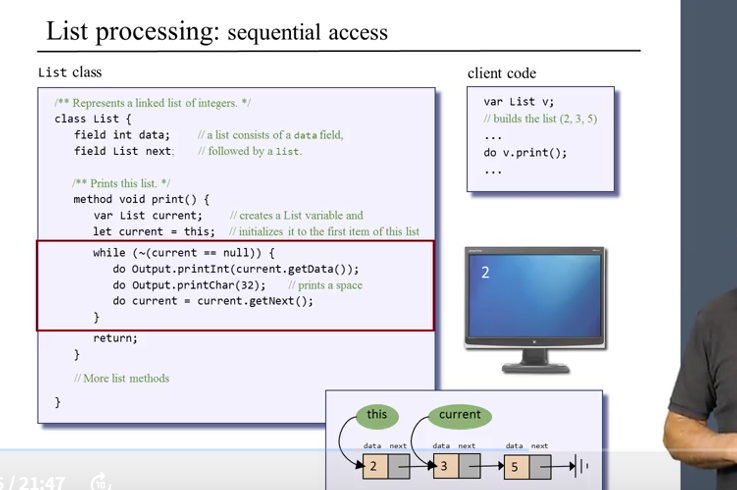 List processing: sequential access
List class
/** Represents a linked list of integers. */
class List {
field int data; // a list consists of a data field,
field List next; // followed by a list.
/** Prints this list. */
method void print() {
var List current; // creates a List variable and
let current = this; // initializes it to the first item of this list
while (~(current == null)) {
do Output.printInt(current.getData());
do Output.printChar(32); // prints a space
do current = current.getNext();
}
return;
}
// More list methods
}
client code
var List v;
// builds the list (2, 3, 5)
...
do v.print();
...
2
this current
data next data next data next
2 3 5
/ 21:47
10